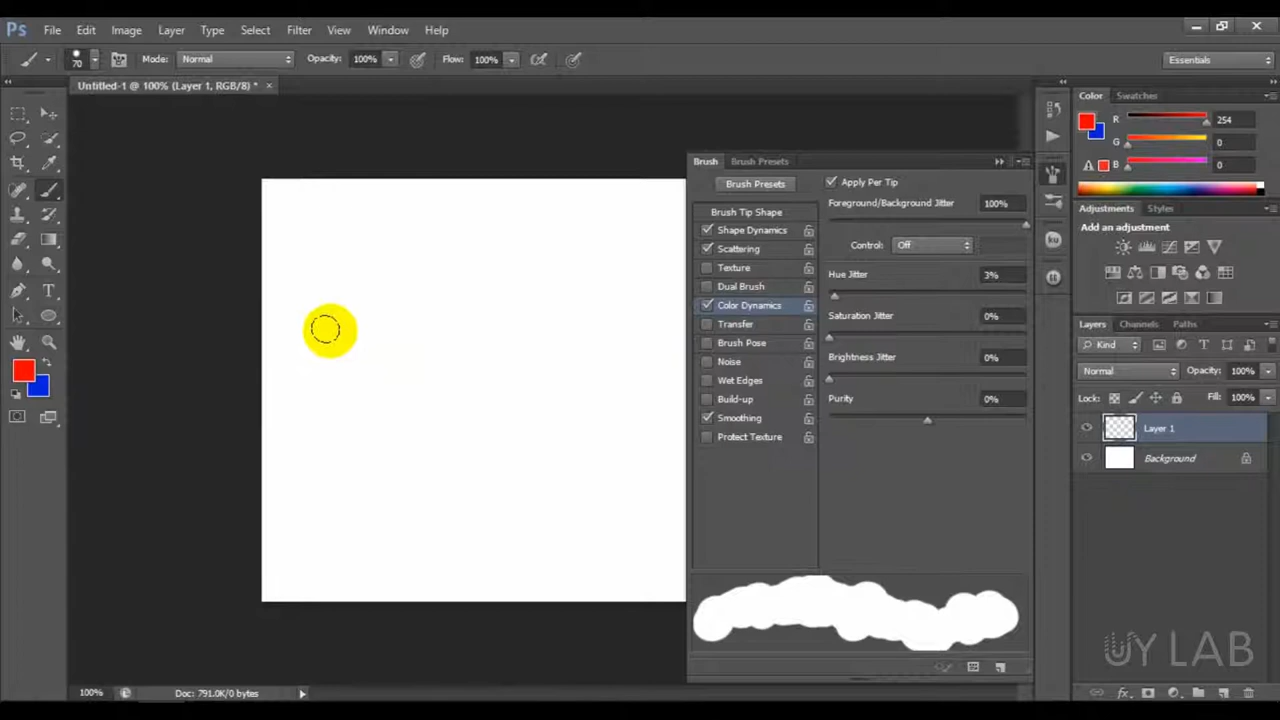 Ps File Edit Image Layer Type Select Filter View Window Help
70 Mode: Normal Opacity: 100% Flow: 100% Essentials
Untitled-1 @ 100% (Layer 1, RGB/8) * ×
Color Swatches
R 254
G 0
B 0
Brush Brush Presets
Brush Presets
Brush Tip Shape
Shape Dynamics
Scattering
Texture
Dual Brush
Color Dynamics
Transfer
Brush Pose
Noise
Wet Edges
Build-up
Smoothing
Protect Texture
Apply Per Tip
Foreground/Background Jitter 100%
Control: Off
Hue Jitter 3%
Saturation Jitter 0%
Brightness Jitter 0%
Purity 0%
Adjustments Styles
Add an adjustment
Layers Channels Paths
Kind
Normal Opacity: 100%
Lock: Fill: 100%
Layer 1
Background
UY LAB
100% Doc: 791.0K/0 bytes